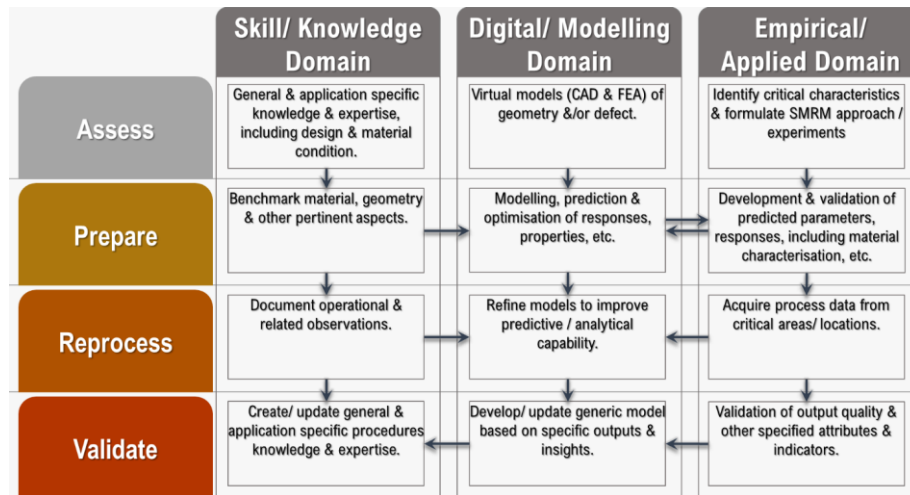 Skill/ Knowledge
Domain
Digital/ Modelling
Domain
Empirical/
Applied Domain
Assess
General & application specific
knowledge & expertise,
including design & material
condition.
Virtual models (CAD & FEA) of
geometry &/or defect.
Identify critical characteristics
& formulate SMRM approach /
experiments
Prepare
Benchmark material, geometry
& other pertinent aspects.
Modelling, prediction &
optimisation of responses,
properties, etc.
Development & validation of
predicted parameters,
responses, including material
characterisation, etc.
Reprocess
Document operational &
related observations.
Refine models to improve
predictive / analytical
capability.
Acquire process data from
critical areas/ locations.
Validate
Create/ update general &
application specific procedures
knowledge & expertise.
Develop/ update generic model
based on specific outputs &
insights.
Validation of output quality &
other specified attributes &
indicators.